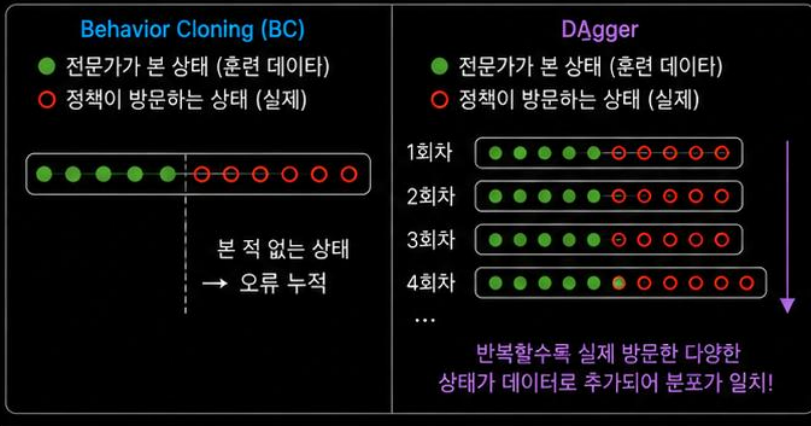 Behavior Cloning (BC)
전문가가 본 상태 (훈련 데이타)
정책이 방문하는 상태 (실제)
본 적 없는 상태
→ 오류 누적
DAgger
전문가가 본 상태 (훈련 데이타)
정책이 방문하는 상태 (실제)
1회차
2회차
3회차
4회차
...
반복할수록 실제 방문한 다양한
상태가 데이터로 추가되어 분포가 일치!